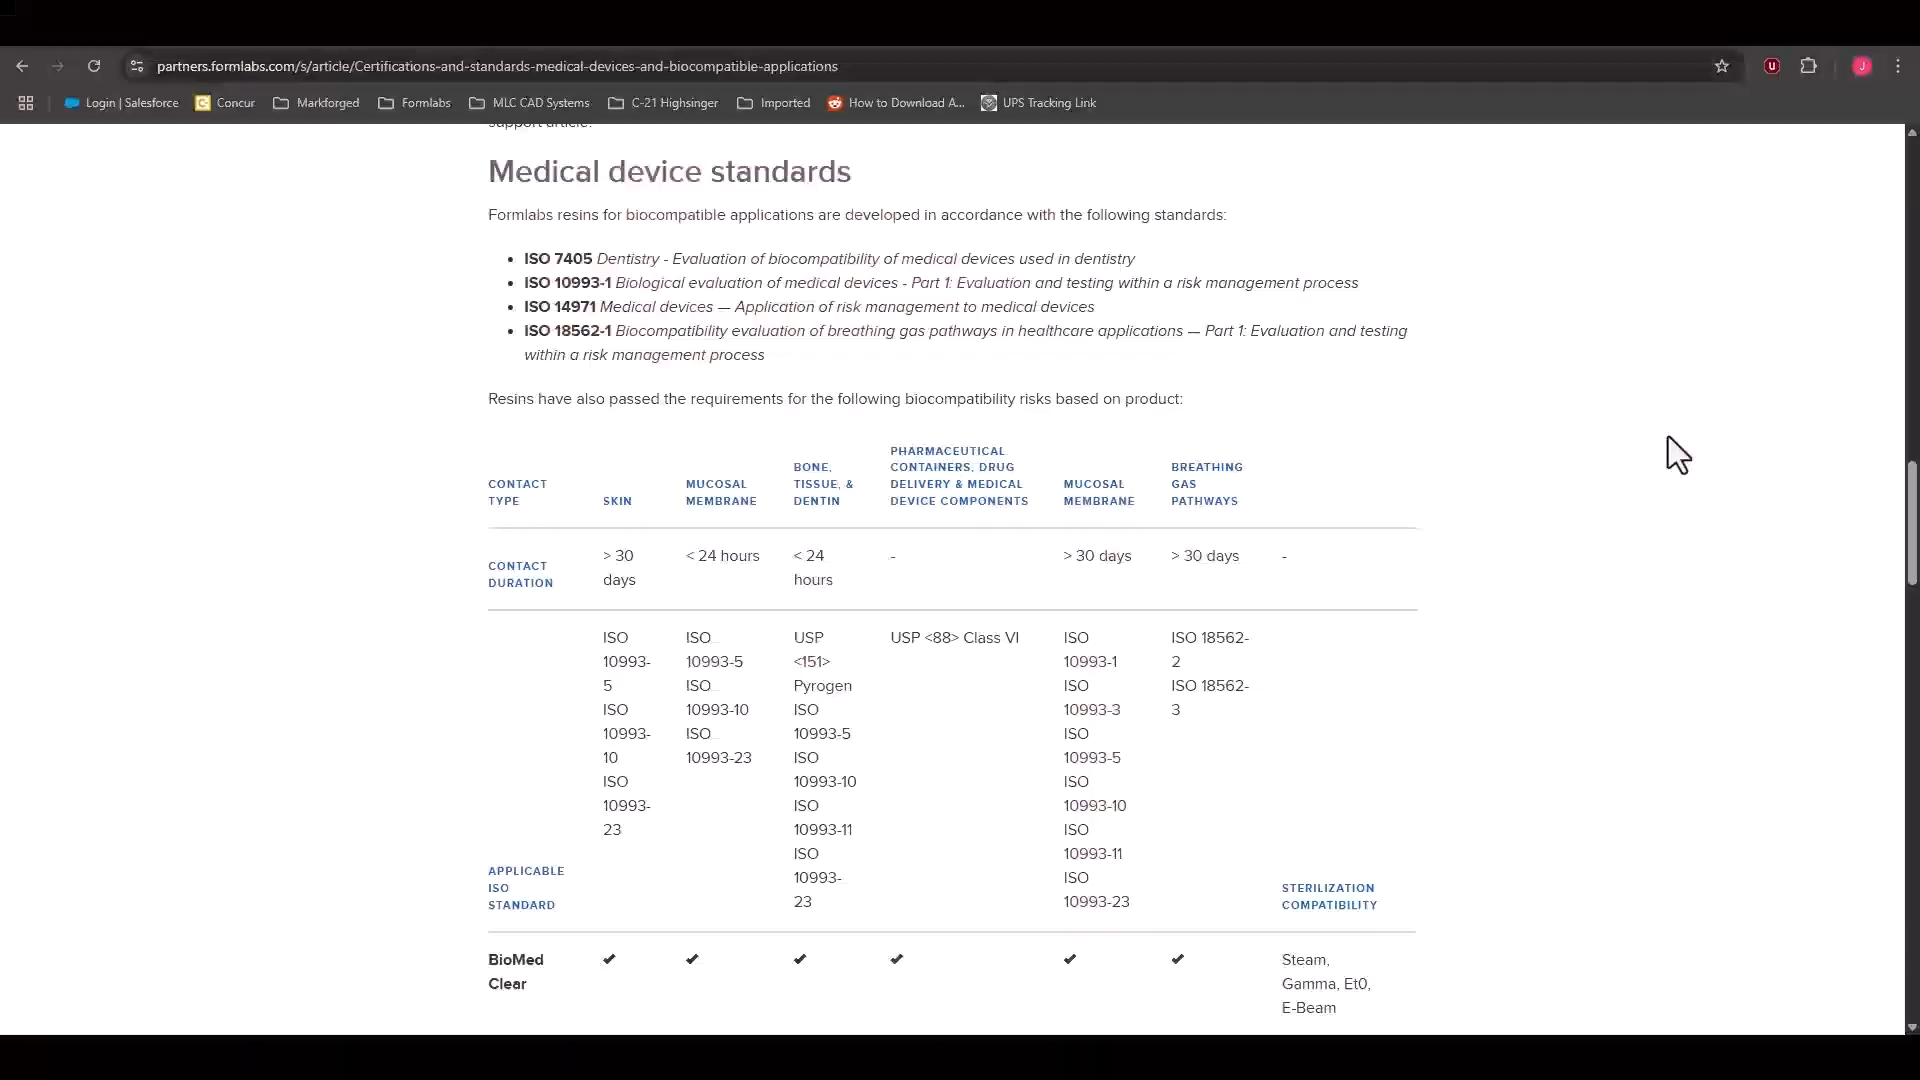 partners.formlabs.com/s/article/Certifications-and-standards-medical-devices-and-biocompatible-applications
U
J
Login | Salesforce
Concur
Markforged
Formlabs
MLC CAD Systems
C-21 Highsinger
Imported
How to Download A...
UPS Tracking Link
support article.
Medical device standards
Formlabs resins for biocompatible applications are developed in accordance with the following standards:
• ISO 7405 Dentistry - Evaluation of biocompatibility of medical devices used in dentistry
• ISO 10993-1 Biological evaluation of medical devices - Part 1: Evaluation and testing within a risk management process
• ISO 14971 Medical devices — Application of risk management to medical devices
• ISO 18562-1 Biocompatibility evaluation of breathing gas pathways in healthcare applications — Part 1: Evaluation and testing
within a risk management process
Resins have also passed the requirements for the following biocompatibility risks based on product:
CONTACT
TYPE
SKIN
MUCOSAL
MEMBRANE
BONE,
TISSUE, &
DENTIN
PHARMACEUTICAL
CONTAINERS, DRUG
DELIVERY & MEDICAL
DEVICE COMPONENTS
MUCOSAL
MEMBRANE
BREATHING
GAS
PATHWAYS
CONTACT
DURATION
> 30
days
< 24 hours
< 24
hours
-
> 30 days
> 30 days
-
APPLICABLE
ISO
STANDARD
ISO
10993-
5
ISO
10993-
10
ISO
10993-
23
ISO
10993-5
ISO
10993-10
ISO
10993-23
USP
<151>
Pyrogen
ISO
10993-5
ISO
10993-10
ISO
10993-11
ISO
10993-
23
USP <88> Class VI
ISO
10993-1
ISO
10993-3
ISO
10993-5
ISO
10993-10
ISO
10993-11
ISO
10993-23
ISO 18562-
2
ISO 18562-
3
STERILIZATION
COMPATIBILITY
BioMed
Clear
✔
✔
✔
✔
✔
✔
Steam,
Gamma, Et0,
E-Beam